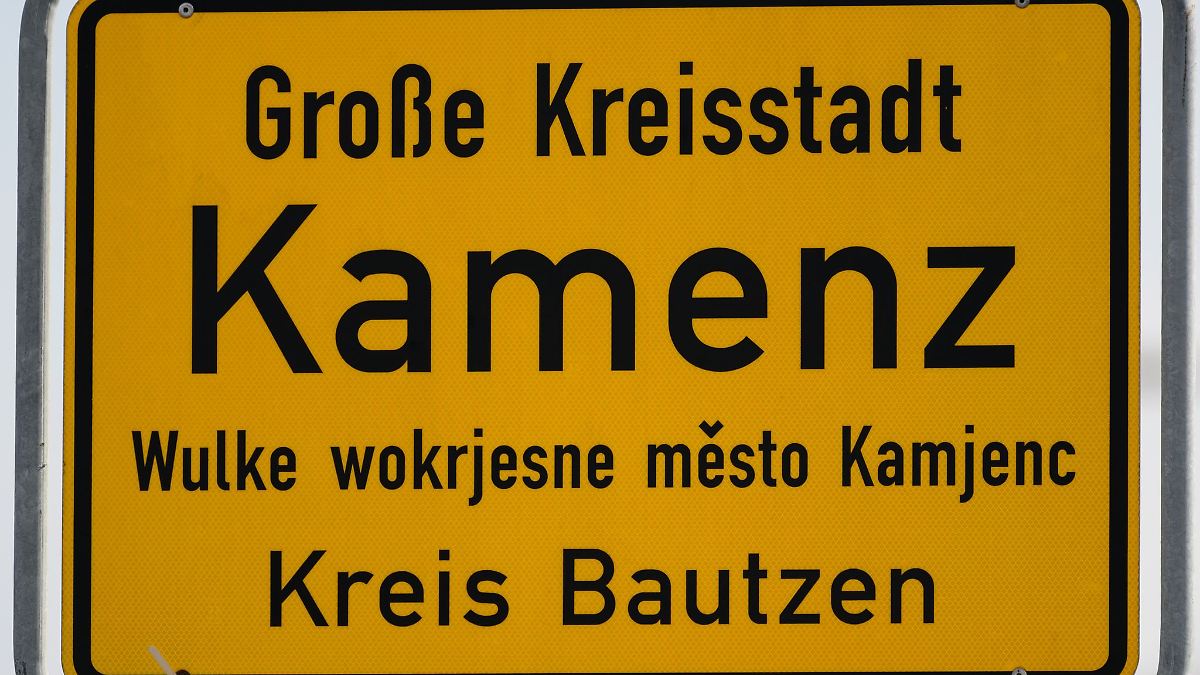 Große Kreisstadt
Kamenz
Wulke wokrjesne město Kamjenc
Kreis Bautzen